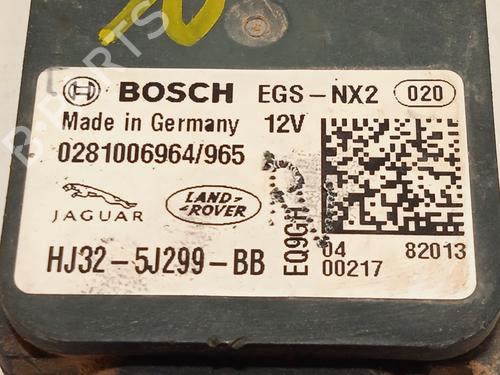 BOSCH EGS-NX2 020
Made in Germany 12V
0281006964/965
JAGUAR
LAND-
ROVER
HJ32-5J299-BB
EQ9GH
04 82013
00217